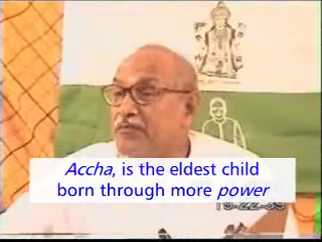 Accha, is the eldest child
born through more power